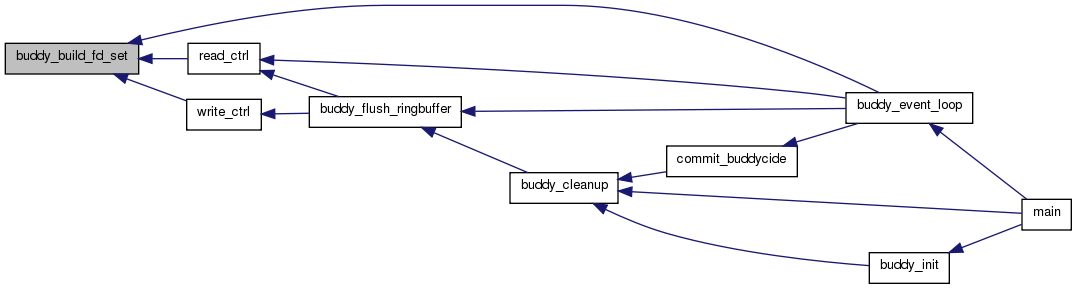 buddy_build_fd_set
read_ctrl
write_ctrl
buddy_flush_ringbuffer
buddy_event_loop
commit_buddycide
buddy_cleanup
main
buddy_init